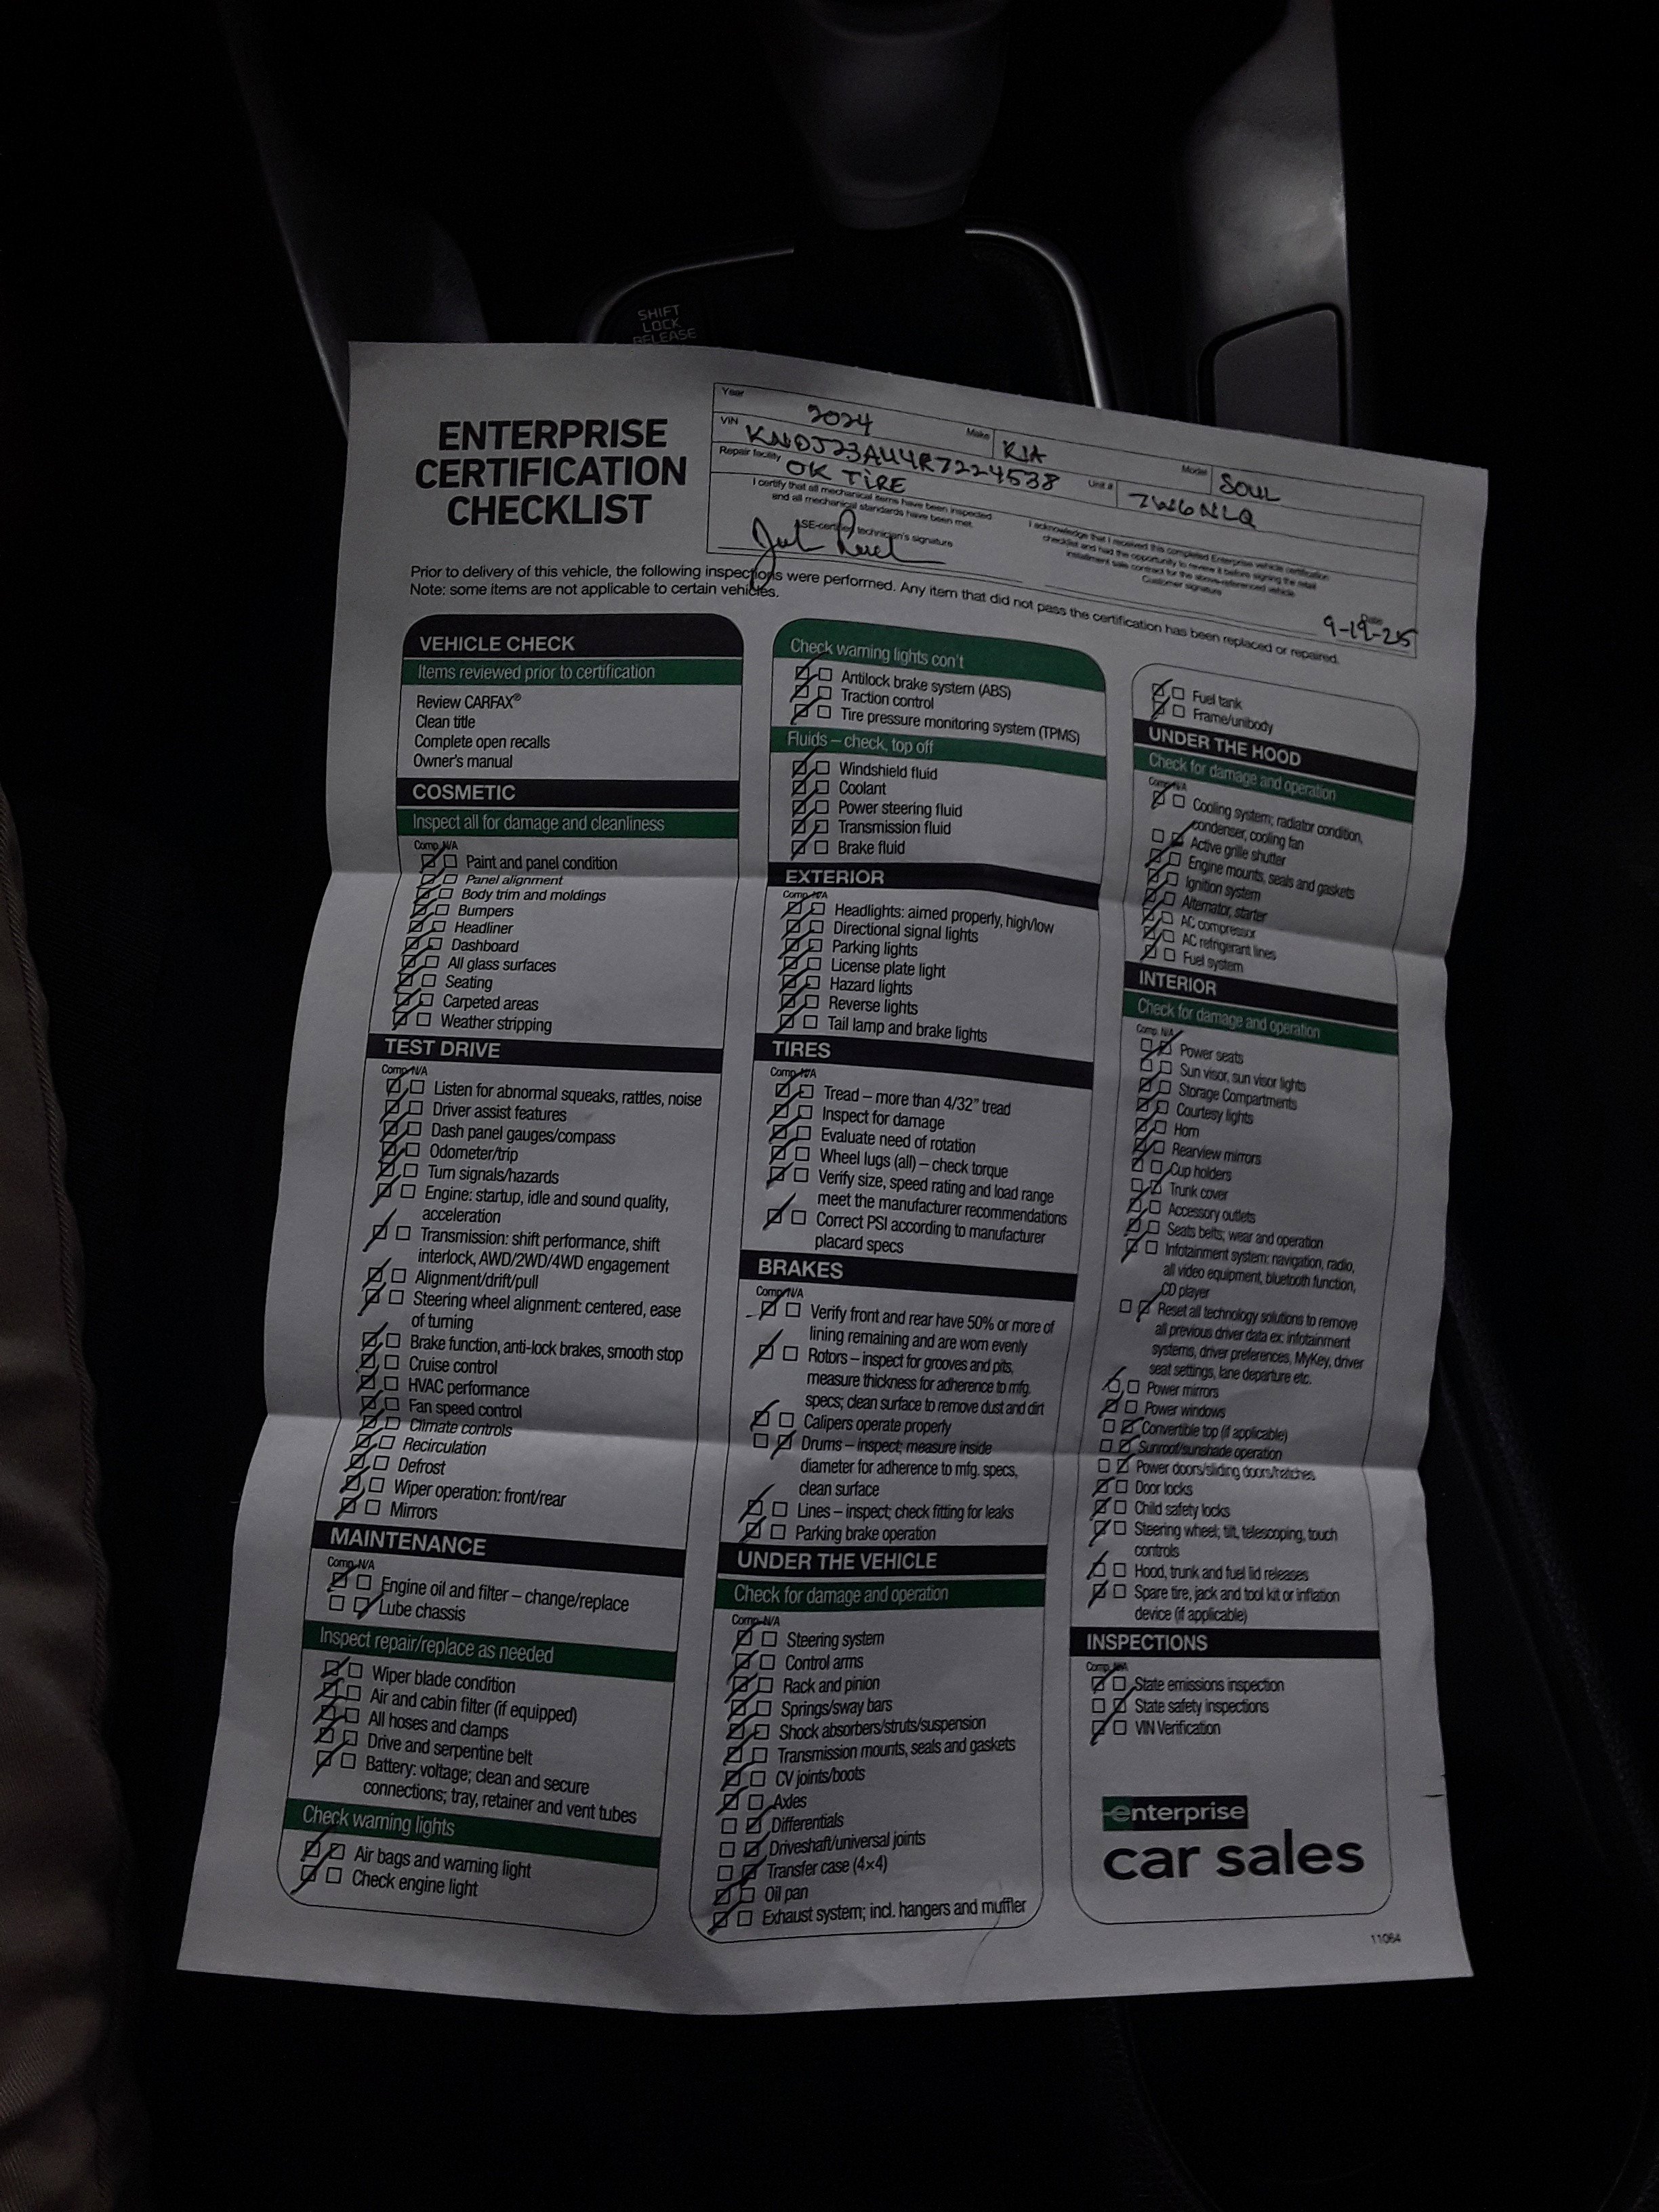 SHIFT
LOCK
RELEASE
ENTERPRISE
CERTIFICATION
CHECKLIST
Year 2024 Make KIA Model SOUL
VIN KNDJ23AU4R7224538 Unit # 7W6NLQ
Repair facility OK TIRE
I certify that all mechanical items have been inspected
and all mechanical standards have been met.
ASE-certified technician's signature
I acknowledge that I received this completed Enterprise vehicle certification
checklist and had the opportunity to review it before signing the retail
installment sale contract for the above-referenced vehicle
Customer signature
Date
9-19-25
Prior to delivery of this vehicle, the following inspections were performed. Any item that did not pass the certification has been replaced or repaired.
Note: some items are not applicable to certain vehicles.
VEHICLE CHECK
Items reviewed prior to certification
Review CARFAX®
Clean title
Complete open recalls
Owner's manual
COSMETIC
Inspect all for damage and cleanliness
Comp. N/A
Paint and panel condition
Panel alignment
Body trim and moldings
Bumpers
Headliner
Dashboard
All glass surfaces
Seating
Carpeted areas
Weather stripping
TEST DRIVE
Comp. N/A
Listen for abnormal squeaks, rattles, noise
Driver assist features
Dash panel gauges/compass
Odometer/trip
Turn signals/hazards
Engine: startup, idle and sound quality,
acceleration
Transmission: shift performance, shift
interlock, AWD/2WD/4WD engagement
Alignment/drift/pull
Steering wheel alignment: centered, ease
of turning
Brake function, anti-lock brakes, smooth stop
Cruise control
HVAC performance
Fan speed control
Climate controls
Recirculation
Defrost
Wiper operation: front/rear
Mirrors
MAINTENANCE
Comp. N/A
Engine oil and filter – change/replace
Lube chassis
Inspect repair/replace as needed
Wiper blade condition
Air and cabin filter (if equipped)
All hoses and clamps
Drive and serpentine belt
Battery: voltage; clean and secure
connections; tray, retainer and vent tubes
Check warning lights
Air bags and warning light
Check engine light
Check warning lights con't
Antilock brake system (ABS)
Traction control
Tire pressure monitoring system (TPMS)
Fluids – check, top off
Windshield fluid
Coolant
Power steering fluid
Transmission fluid
Brake fluid
EXTERIOR
Comp. N/A
Headlights: aimed properly, high/low
Directional signal lights
Parking lights
License plate light
Hazard lights
Reverse lights
Tail lamp and brake lights
TIRES
Comp. N/A
Tread – more than 4/32" tread
Inspect for damage
Evaluate need of rotation
Wheel lugs (all) – check torque
Verify size, speed rating and load range
meet the manufacturer recommendations
Correct PSI according to manufacturer
placard specs
BRAKES
Comp. N/A
Verify front and rear have 50% or more of
lining remaining and are worn evenly
Rotors – inspect for grooves and pits,
measure thickness for adherence to mfg.
specs; clean surface to remove dust and dirt
Calipers operate properly
Drums – inspect; measure inside
diameter for adherence to mfg. specs,
clean surface
Lines – inspect; check fitting for leaks
Parking brake operation
UNDER THE VEHICLE
Check for damage and operation
Comp. N/A
Steering system
Control arms
Rack and pinion
Springs/sway bars
Shock absorbers/struts/suspension
Transmission mounts, seals and gaskets
CV joints/boots
Axles
Differentials
Driveshaft/universal joints
Transfer case (4×4)
Oil pan
Exhaust system; incl. hangers and muffler
Fuel tank
Frame/unibody
UNDER THE HOOD
Check for damage and operation
Comp. N/A
Cooling system; radiator condition,
condenser, cooling fan
Active grille shutter
Engine mounts, seals and gaskets
Ignition system
Alternator, starter
AC compressor
AC refrigerant lines
Fuel system
INTERIOR
Check for damage and operation
Comp. N/A
Power seats
Sun visor, sun visor lights
Storage Compartments
Courtesy lights
Horn
Rearview mirrors
Cup holders
Trunk cover
Accessory outlets
Seats belts; wear and operation
Infotainment system: navigation, radio,
all video equipment, bluetooth function,
CD player
Reset all technology solutions to remove
all previous driver data ex: infotainment
systems, driver preferences, MyKey, driver
seat settings, lane departure etc.
Power mirrors
Power windows
Convertible top (if applicable)
Sunroof/sunshade operation
Power doors/sliding doors/hatches
Door locks
Child safety locks
Steering wheel; tilt, telescoping, touch
controls
Hood, trunk and fuel lid releases
Spare tire, jack and tool kit or inflation
device (if applicable)
INSPECTIONS
Comp. N/A
State emissions inspection
State safety inspections
VIN Verification
enterprise
car sales
11064